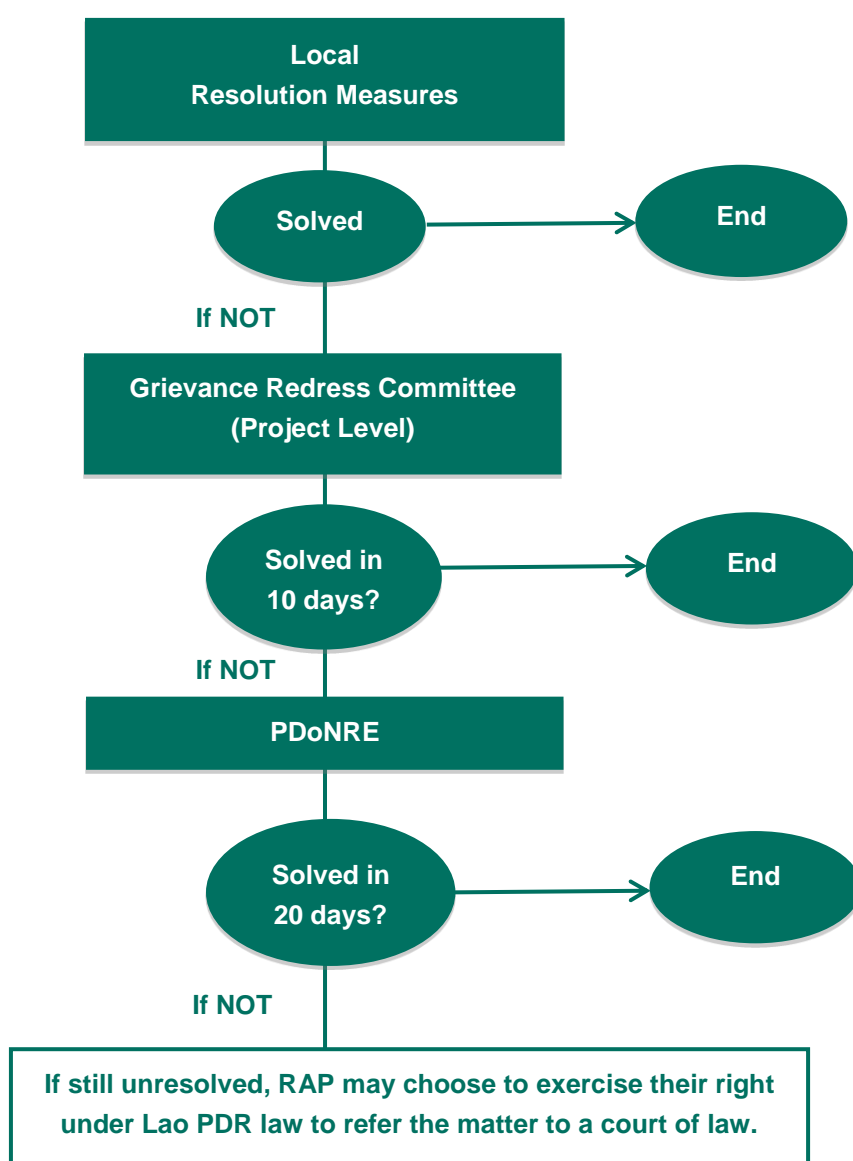 Local
Resolution Measures
Solved
End
If NOT
Grievance Redress Committee
(Project Level)
Solved in
10 days?
End
If NOT
PDoNRE
Solved in
20 days?
End
If NOT
If still unresolved, RAP may choose to exercise their right
under Lao PDR law to refer the matter to a court of law.